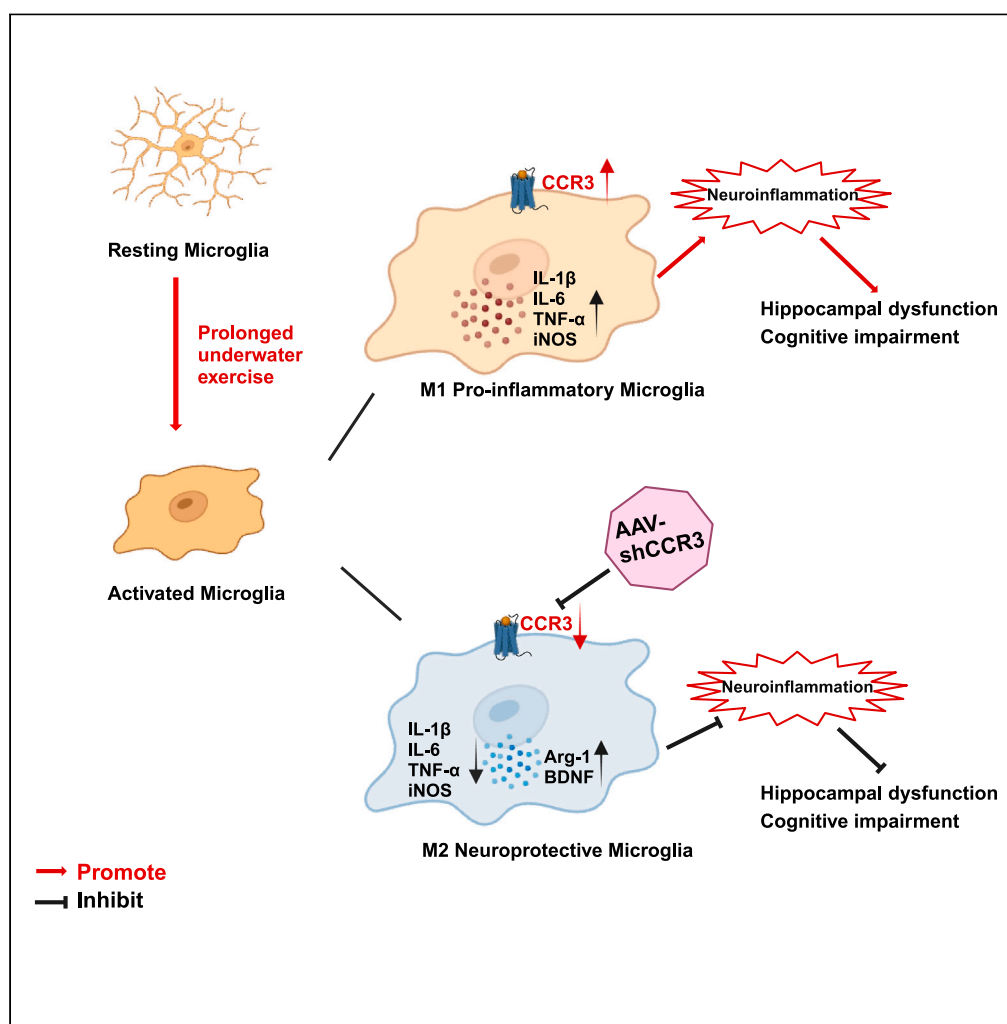 Resting Microglia
Prolonged
underwater
exercise
Activated Microglia
CCR3
IL-1β
IL-6
TNF-α
iNOS
M1 Pro-inflammatory Microglia
Neuroinflammation
Hippocampal dysfunction
Cognitive impairment
AAV-
shCCR3
CCR3
IL-1β
IL-6
TNF-α
iNOS
Arg-1
BDNF
M2 Neuroprotective Microglia
Neuroinflammation
Hippocampal dysfunction
Cognitive impairment
Promote
Inhibit